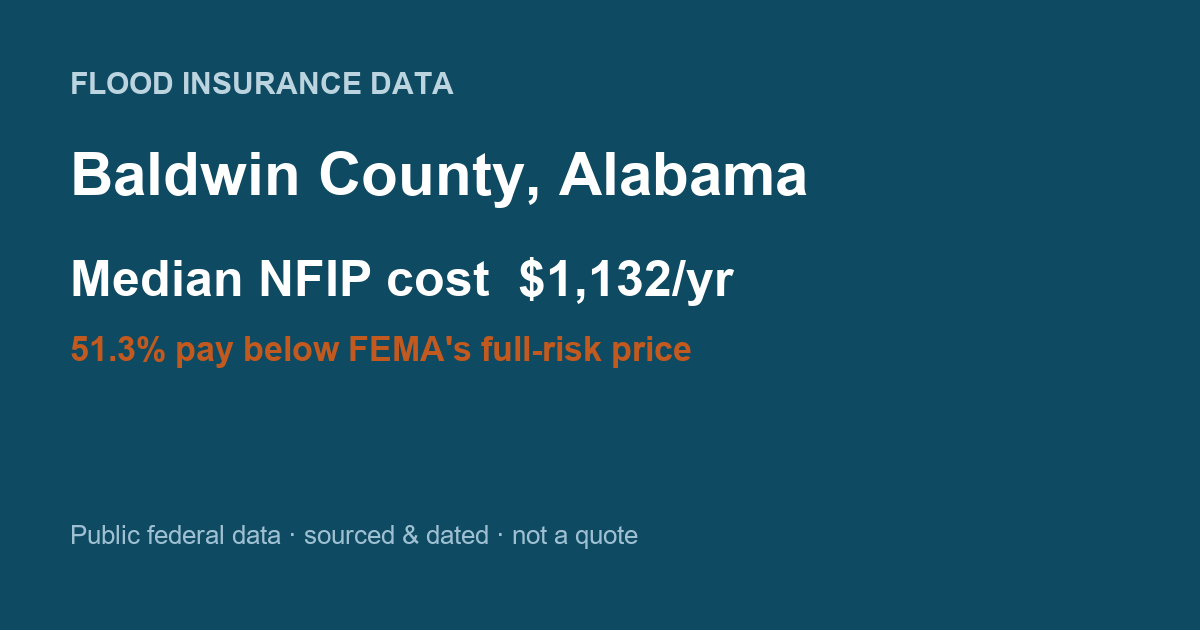 FLOOD INSURANCE DATA
Baldwin County, Alabama
Median NFIP cost  $1,132/yr
51.3% pay below FEMA's full-risk price
Public federal data · sourced & dated · not a quote